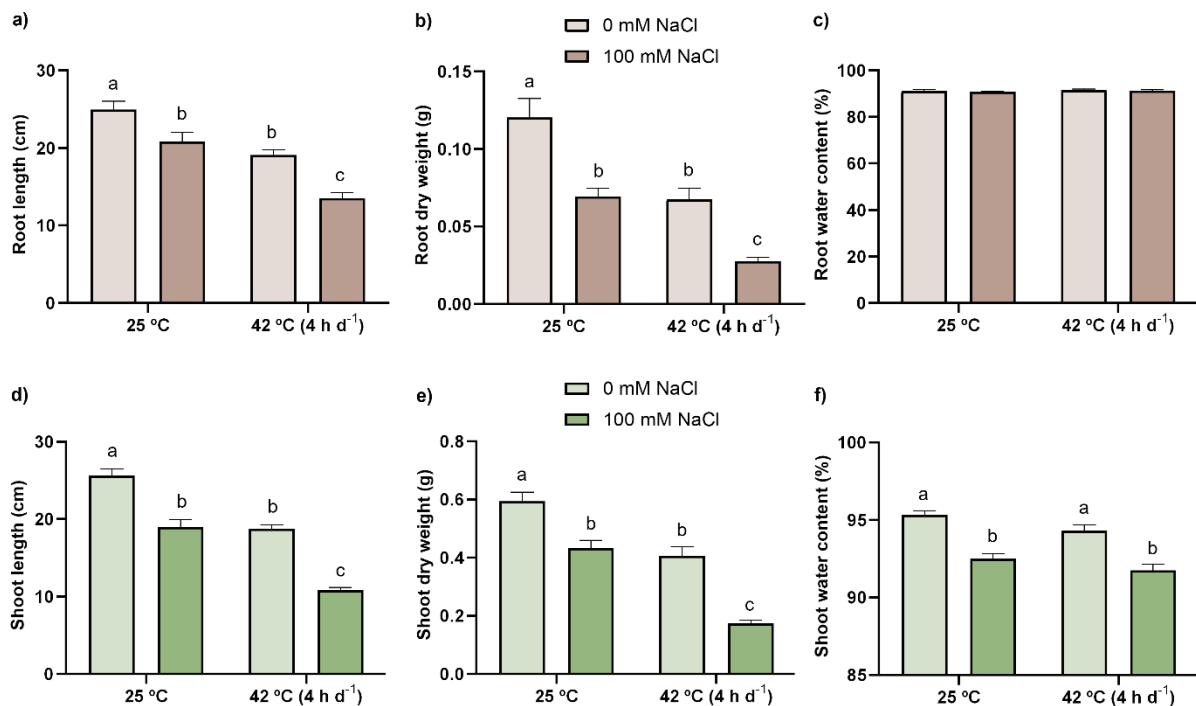 a)
Root length (cm)
30
20
10
0
a
b
b
c
25 ºC
42 ºC (4 h d⁻¹)
b)
0 mM NaCl
100 mM NaCl
Root dry weight (g)
0.15
0.10
0.05
0.00
a
b
b
c
25 ºC
42 ºC (4 h d⁻¹)
c)
Root water content (%)
100
80
60
40
20
0
25 ºC
42 ºC (4 h d⁻¹)
d)
Shoot length (cm)
30
20
10
0
a
b
b
c
25 ºC
42 ºC (4 h d⁻¹)
e)
0 mM NaCl
100 mM NaCl
Shoot dry weight (g)
0.8
0.6
0.4
0.2
0.0
a
b
b
c
25 ºC
42 ºC (4 h d⁻¹)
f)
Shoot water content (%)
100
95
90
85
a
b
a
b
25 ºC
42 ºC (4 h d⁻¹)